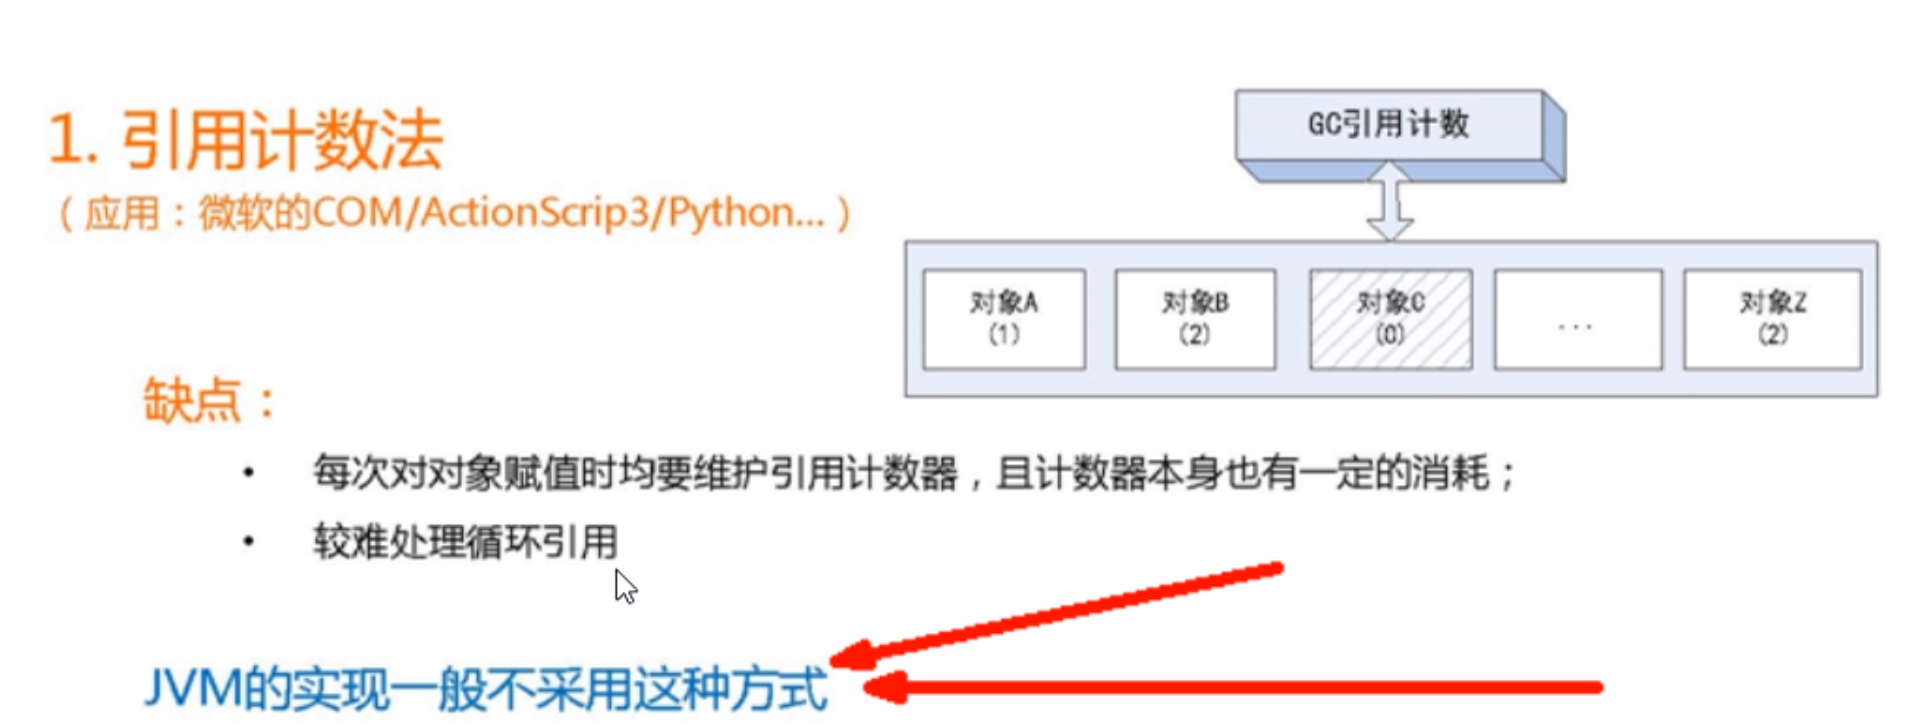 1. 引用计数法
（应用：微软的COM/ActionScrip3/Python...）
GC引用计数
对象A
(1)
对象B
(2)
对象C
(0)
...
对象Z
(2)
缺点：
• 每次对对象赋值时均要维护引用计数器，且计数器本身也有一定的消耗；
• 较难处理循环引用
JVM的实现一般不采用这种方式